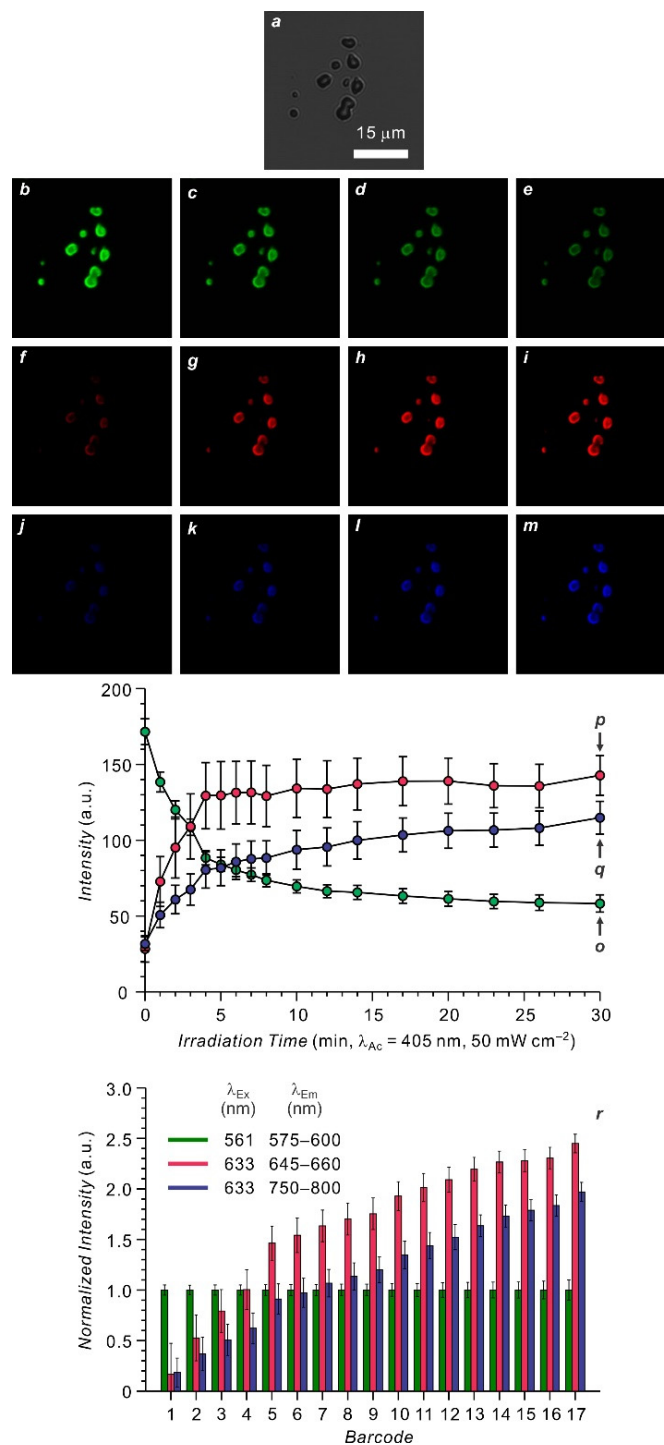 a
15 μm
b
c
d
e
f
g
h
i
j
k
l
m
200
150
100
50
0
Intensity (a.u.)
p
q
o
0
5
10
15
20
25
30
Irradiation Time (min, λAc = 405 nm, 50 mW cm−2)
3.0
2.5
2.0
1.5
1.0
0.5
0
Normalized Intensity (a.u.)
λEx λEm
(nm) (nm)
561 575–600
633 645–660
633 750–800
r
1 2 3 4 5 6 7 8 9 10 11 12 13 14 15 16 17
Barcode